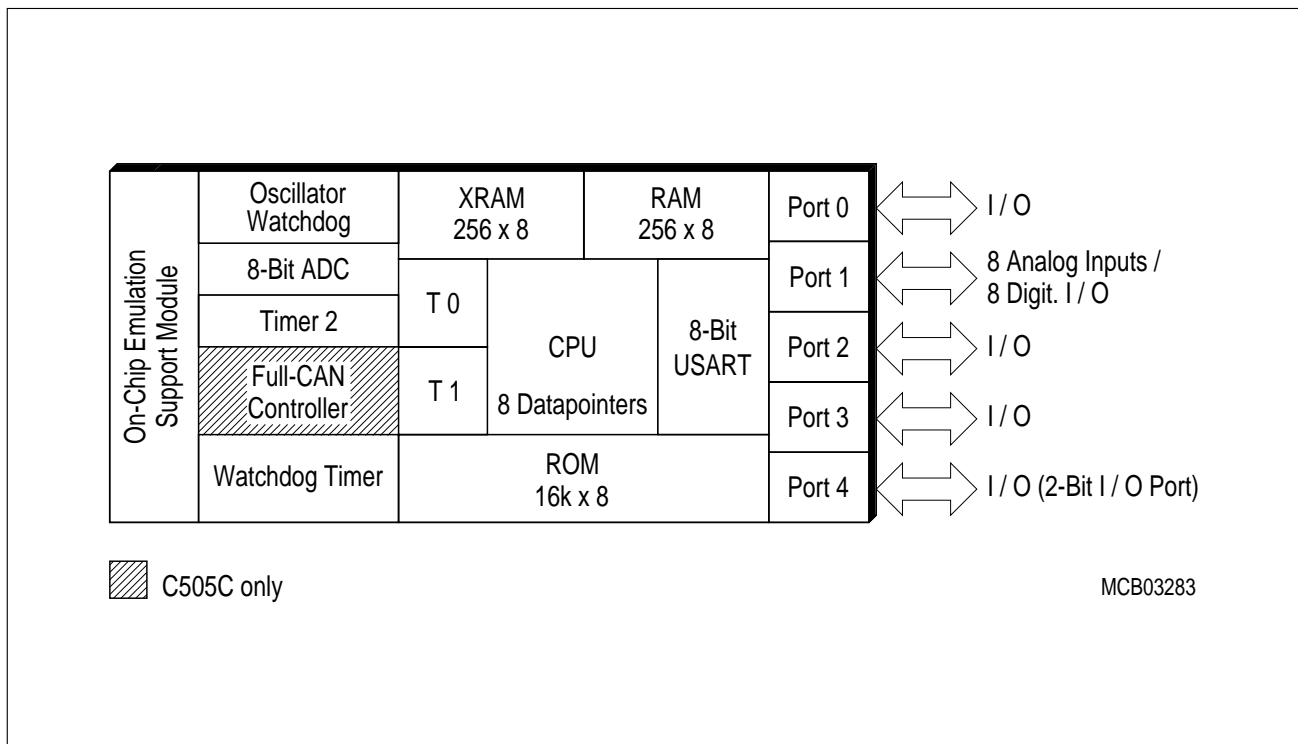 On-Chip Emulation
Support Module
Oscillator
Watchdog
8-Bit ADC
Timer 2
Full-CAN
Controller
Watchdog Timer
XRAM
256 x 8
RAM
256 x 8
T 0
T 1
CPU
8 Datapointers
8-Bit
USART
ROM
16k x 8
Port 0
I / O
Port 1
8 Analog Inputs /
8 Digit. I / O
Port 2
I / O
Port 3
I / O
Port 4
I / O (2-Bit I / O Port)
C505C only
MCB03283